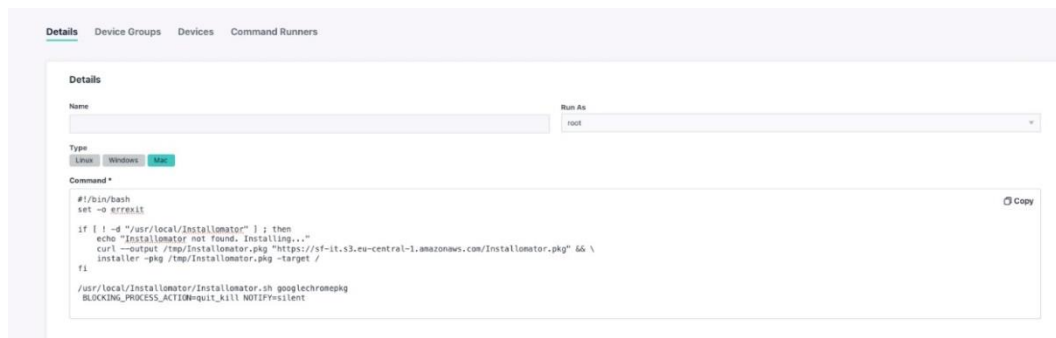 Details Device Groups Devices Command Runners
Details
Name Run As
root
Type
Linux Windows Mac
Command *
#!/bin/bash Copy
set -o errexit
if [ ! -d "/usr/local/Installomator" ] ; then
echo "Installomator not found. Installing..."
curl --output /tmp/Installomator.pkg "https://sf-it.s3.eu-central-1.amazonaws.com/Installomator.pkg" && \
installer -pkg /tmp/Installomator.pkg -target /
fi
/usr/local/Installomator/Installomator.sh googlechromepkg
BLOCKING_PROCESS_ACTION=quit_kill NOTIFY=silent